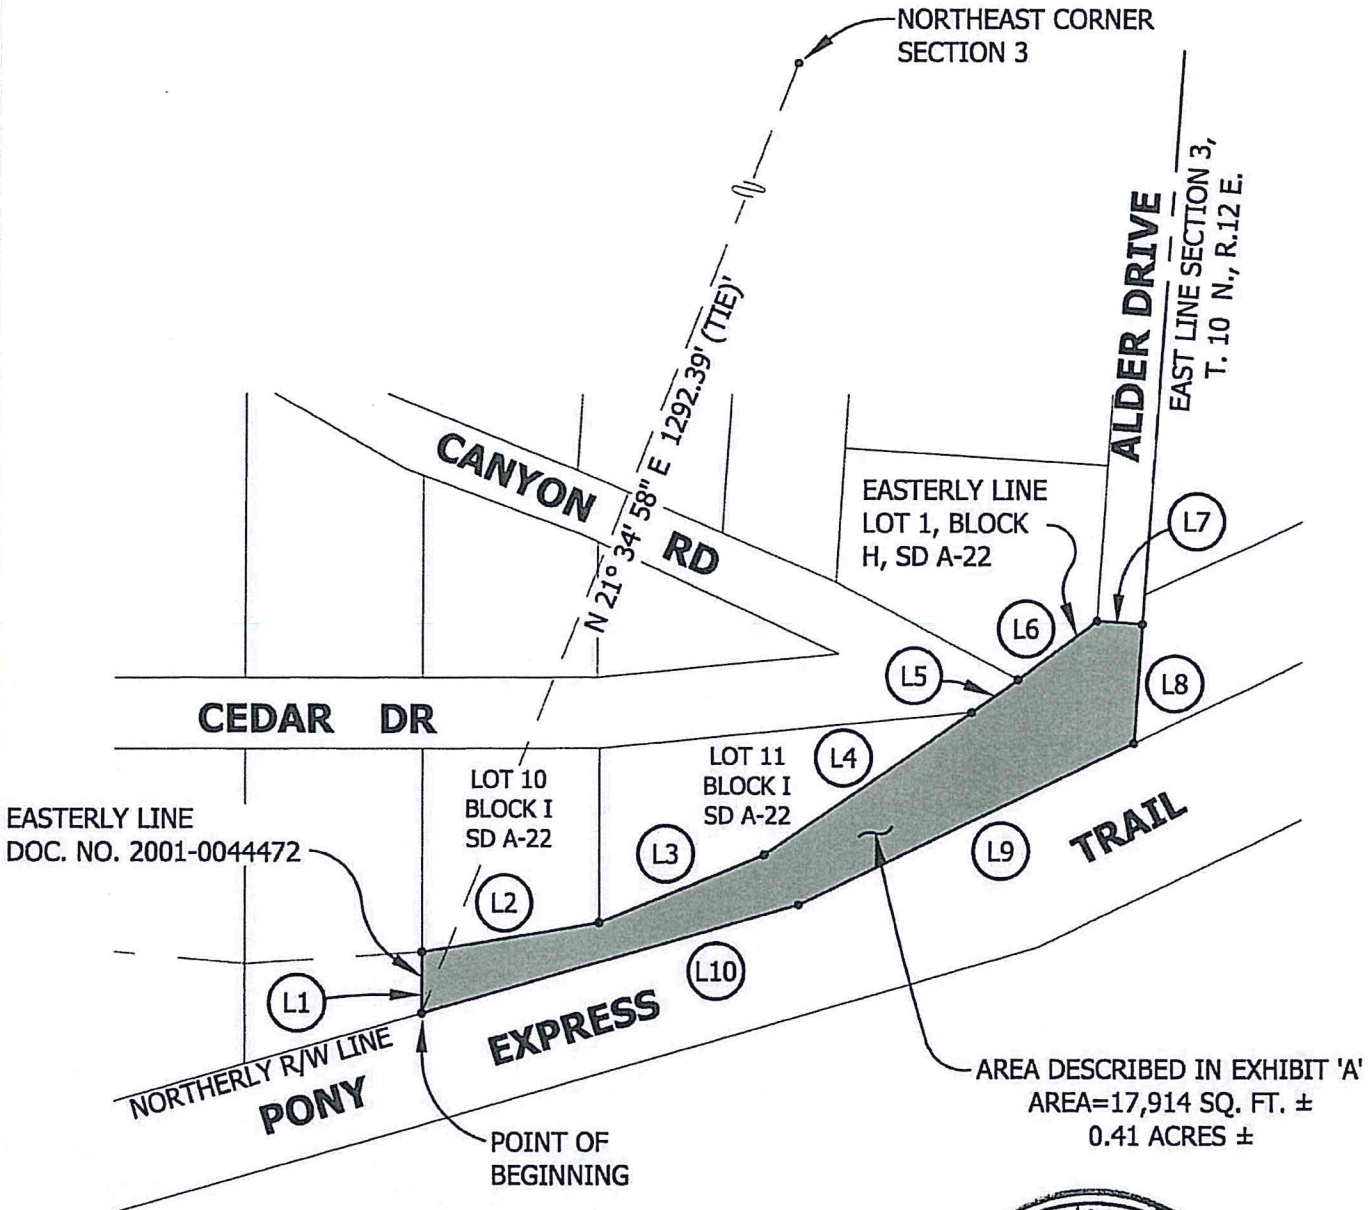 NORTHEAST CORNER
SECTION 3
EAST LINE SECTION 3,
T. 10 N., R.12 E.
ALDER DRIVE
N 21° 34' 58" E 1292.39' (TIE)'
CANYON RD
EASTERLY LINE
LOT 1, BLOCK
H, SD A-22
L7
L6
L5
L8
CEDAR DR
LOT 10
BLOCK I
SD A-22
LOT 11
BLOCK I
SD A-22
L4
EASTERLY LINE
DOC. NO. 2001-0044472
L3
L9
L2
L10
L1
NORTHERLY R/W LINE
PONY EXPRESS TRAIL
POINT OF
BEGINNING
AREA DESCRIBED IN EXHIBIT 'A'
AREA=17,914 SQ. FT. ±
0.41 ACRES ±